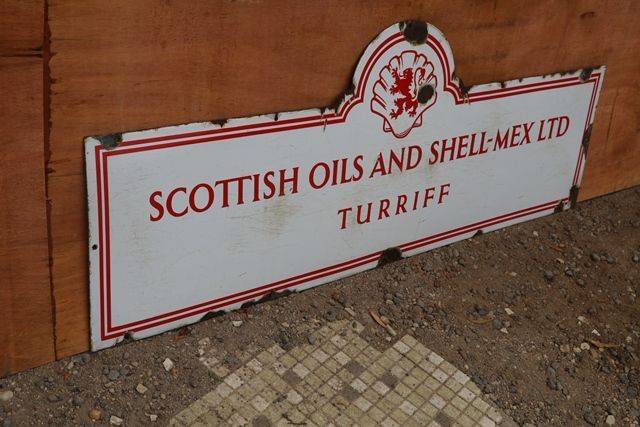 SCOTTISH OILS AND SHELL-MEX LTD
TURRIFF